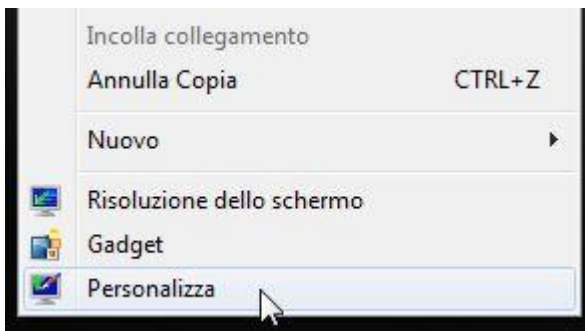 Incolla collegamento
Annulla Copia CTRL+Z
Nuovo
Risoluzione dello schermo
Gadget
Personalizza